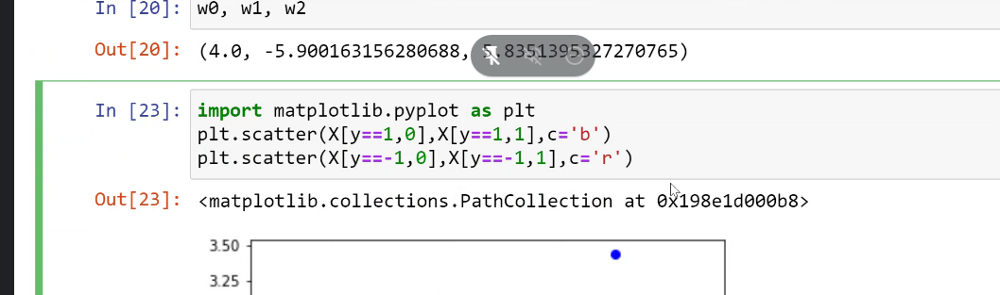 In [20]: w0, w1, w2
Out[20]: (4.0, -5.900163156280688, 5.8351395327270765)
In [23]: import matplotlib.pyplot as plt
plt.scatter(X[y==1,0],X[y==1,1],c='b')
plt.scatter(X[y==-1,0],X[y==-1,1],c='r')
Out[23]: <matplotlib.collections.PathCollection at 0x198e1d000b8>
3.50
3.25